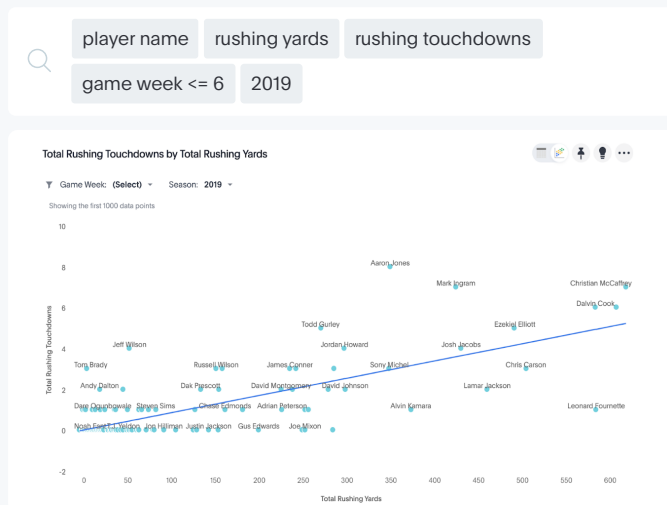 player name rushing yards rushing touchdowns
game week <= 6 2019
Total Rushing Touchdowns by Total Rushing Yards
Game Week: (Select) Season: 2019
Showing the first 1000 data points
10
Aaron Jones
8
Mark Ingram Christian McCaffrey
Dalvin Cook
6
Todd Gurley Ezekiel Elliott
Jeff Wilson Jordan Howard Josh Jacobs
4
Tom Brady Russell Wilson James Conner Sony Michel Chris Carson
Andy Dalton Dak Prescott David Montgomery David Johnson Lamar Jackson
2
Dare Ogunbowale Steven Sims Chase Edmonds Adrian Peterson Alvin Kamara Leonard Fournette
Noah Fant T.J. Yeldon Jon Hilliman Justin Jackson Gus Edwards Joe Mixon
0
-2
0 50 100 150 200 250 300 350 400 450 500 550 600
Total Rushing Touchdowns
Total Rushing Yards